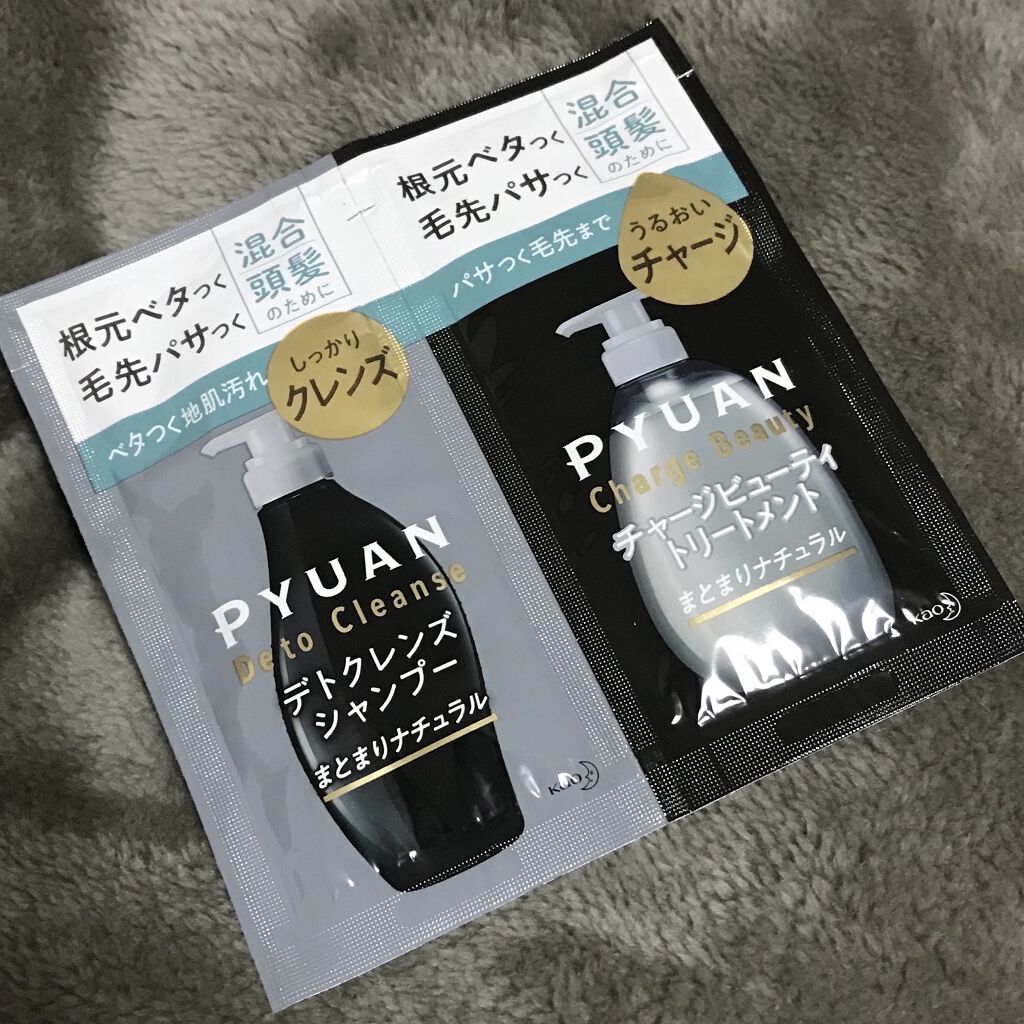 根元ベタつく
毛先パサつく
混合
頭髪
のために
ベタつく地肌汚れ
しっかり
クレンズ
PYUAN
Deto Cleanse
デトクレンズ
シャンプー
まとまりナチュラル
Kao
根元ベタつく
毛先パサつく
混合
頭髪
のために
パサつく毛先まで
うるおい
チャージ
PYUAN
Charge Beauty
チャージビューティ
トリートメント
まとまりナチュラル
Kao